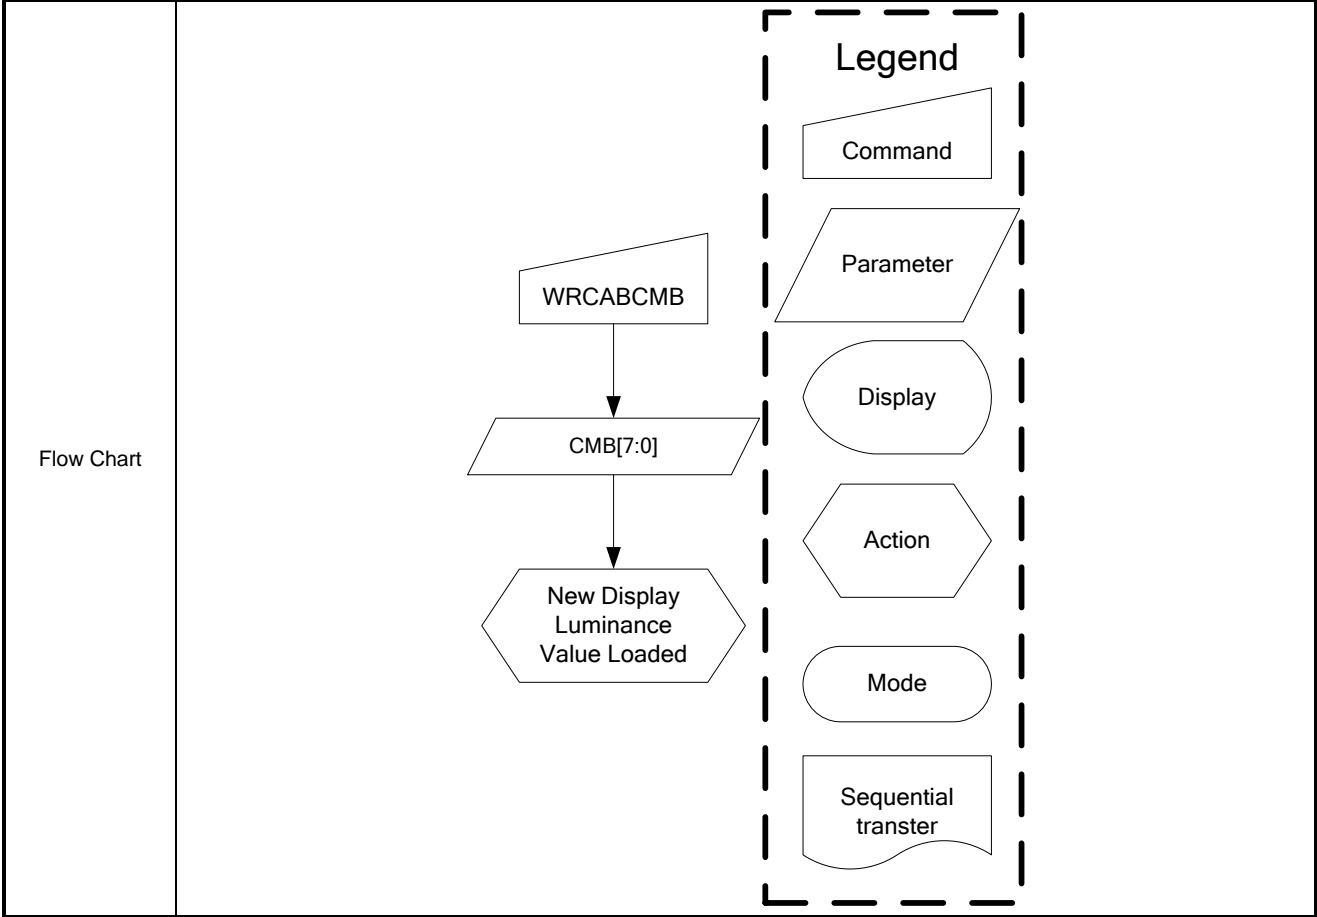 Flow Chart
WRCABCMB
CMB[7:0]
New Display
Luminance
Value Loaded
Legend
Command
Parameter
Display
Action
Mode
Sequential
transter